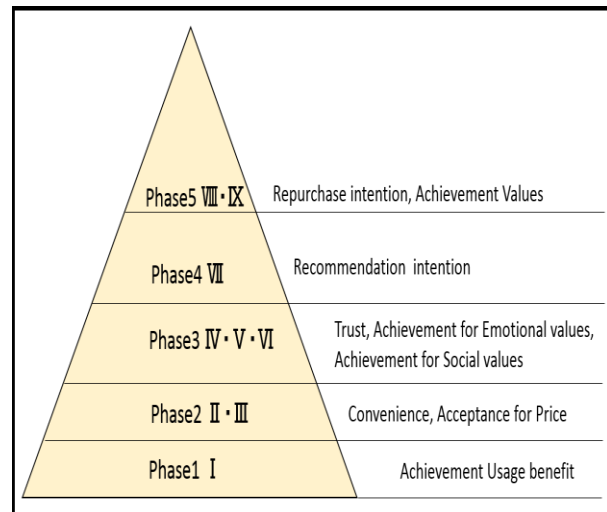 Phase5 Ⅷ・Ⅸ Repurchase intention, Achievement Values
Phase4 Ⅶ Recommendation intention
Phase3 Ⅳ・Ⅴ・Ⅵ Trust, Achievement for Emotional values,
Achievement for Social values
Phase2 Ⅱ・Ⅲ Convenience, Acceptance for Price
Phase1 Ⅰ Achievement Usage benefit